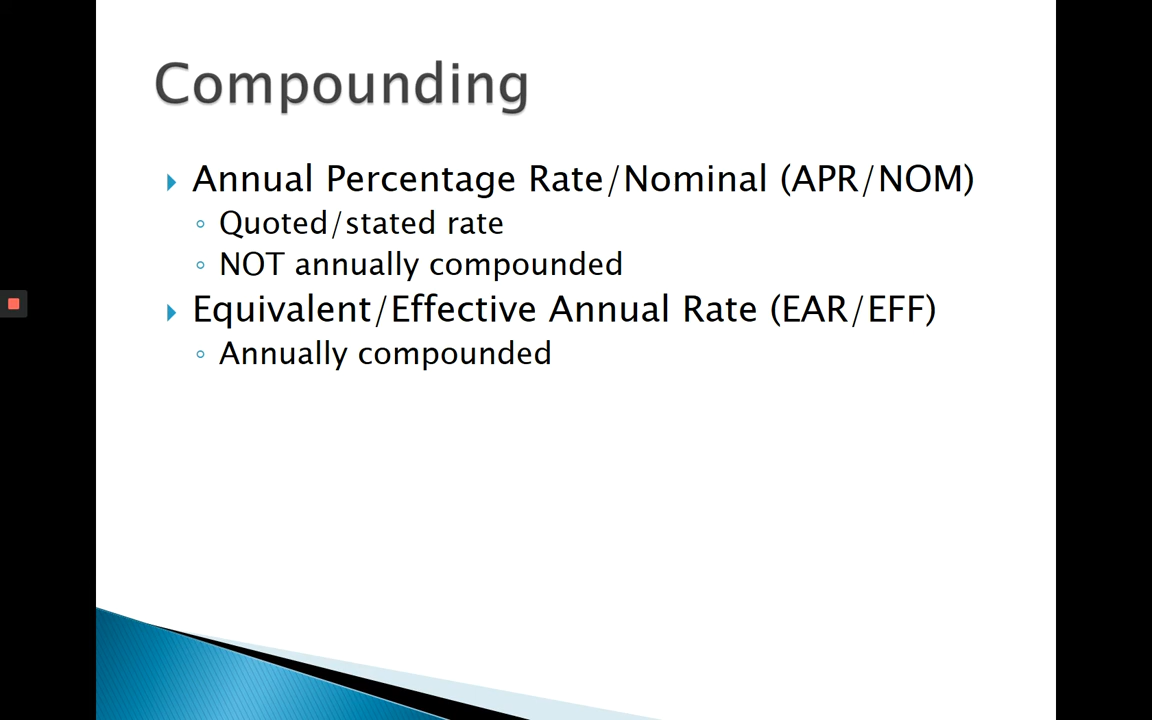 Compounding
Annual Percentage Rate/Nominal (APR/NOM)
Quoted/stated rate
NOT annually compounded
Equivalent/Effective Annual Rate (EAR/EFF)
Annually compounded